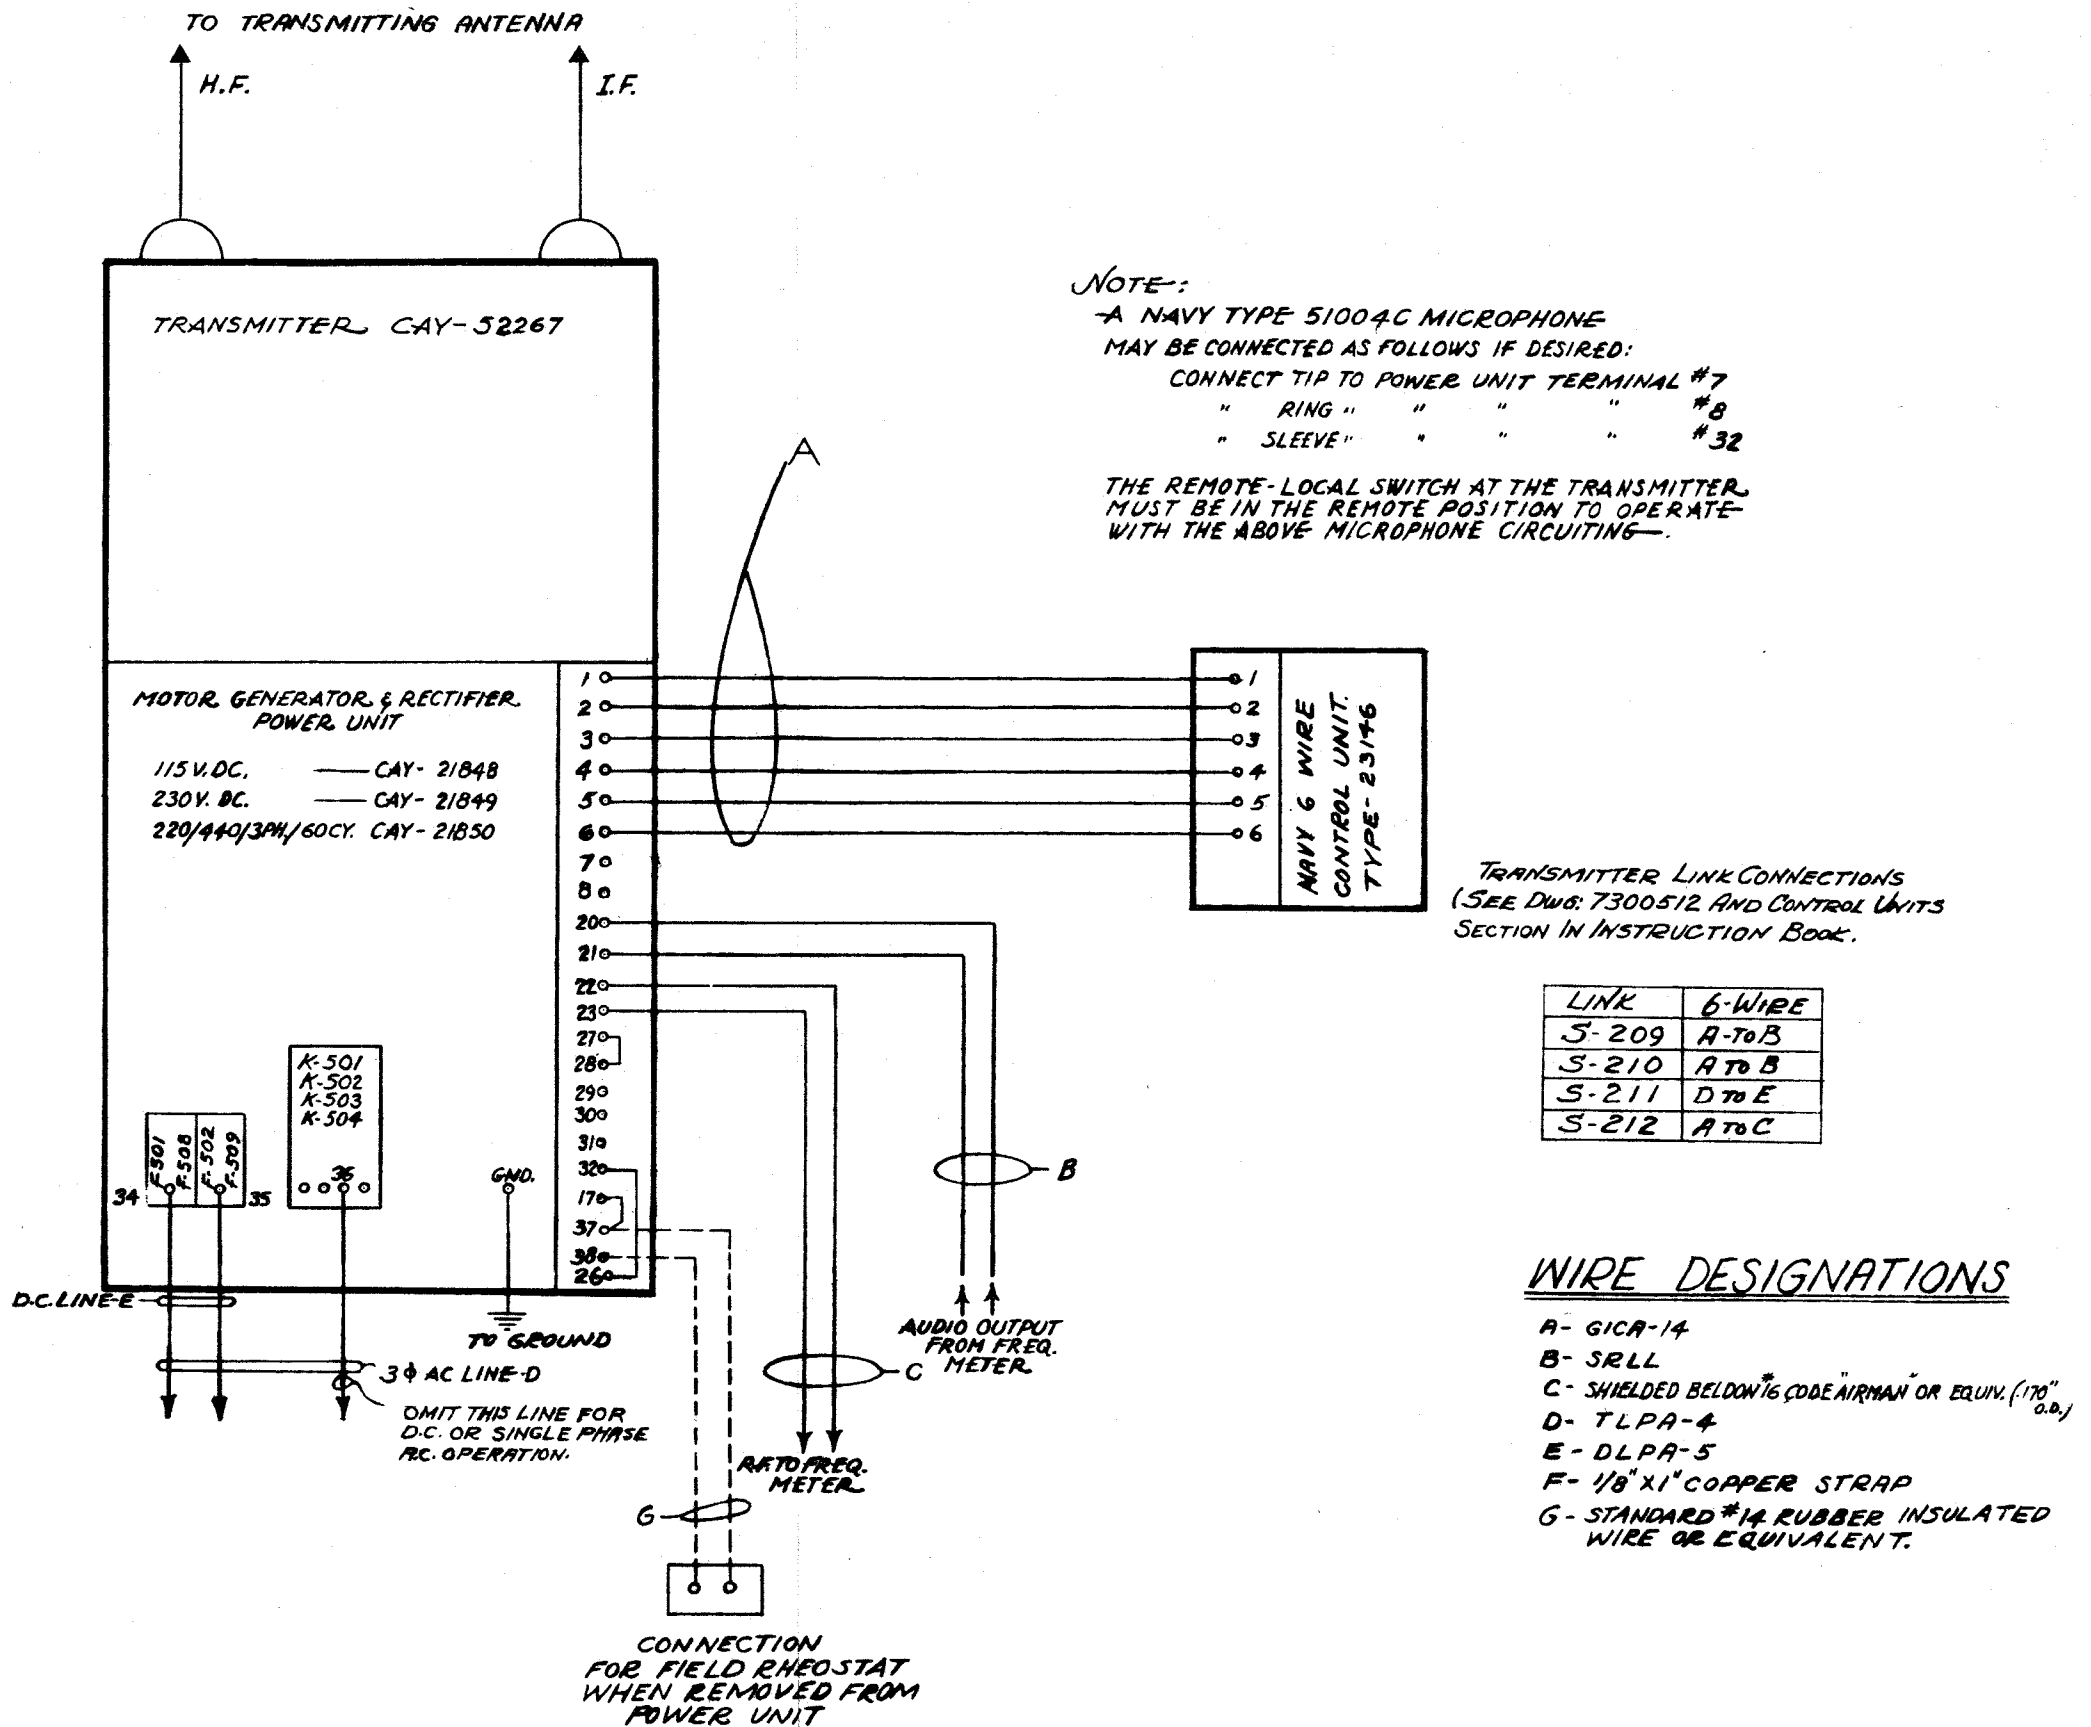 TO TRANSMITTING ANTENNA
H.F.
I.F.
TRANSMITTER CAY-52267
NOTE:
A NAVY TYPE 51004C MICROPHONE
MAY BE CONNECTED AS FOLLOWS IF DESIRED:
CONNECT TIP TO POWER UNIT TERMINAL #7
" RING " " " " #8
" SLEEVE " " " " #32
THE REMOTE-LOCAL SWITCH AT THE TRANSMITTER
MUST BE IN THE REMOTE POSITION TO OPERATE
WITH THE ABOVE MICROPHONE CIRCUITING.
A
MOTOR GENERATOR & RECTIFIER
POWER UNIT
115 V. DC. — CAY- 21848
230 V. DC. — CAY- 21849
220/440/3PH./60CY. CAY- 21850
1
2
3
4
5
6
7
8
20
21
22
23
27
28
29
30
31
32
17
37
38
26
1
2
3
4
5
6
NAVY 6 WIRE
CONTROL UNIT.
TYPE-23146
TRANSMITTER LINK CONNECTIONS
(SEE DWG: 7300512 AND CONTROL UNITS
SECTION IN INSTRUCTION BOOK.
LINK 6-WIRE
S-209 A-TO B
S-210 A TO B
S-211 D TO E
S-212 A TO C
K-501
K-502
K-503
K-504
36
F501
F-508
F-502
F-509
34
35
GND.
TO GROUND
D.C. LINE-E
3 ϕ AC LINE-D
OMIT THIS LINE FOR
D.C. OR SINGLE PHASE
A.C. OPERATION.
B
AUDIO OUTPUT
FROM FREQ.
METER
C
R.F. TO FREQ.
METER
G
CONNECTION
FOR FIELD RHEOSTAT
WHEN REMOVED FROM
POWER UNIT
WIRE DESIGNATIONS
A- GICA-14
B- SRLL
C- SHIELDED BELDON #16 CODE "AIRMAN" OR EQUIV. (.170"
O.D.)
D- TLPA-4
E- DLPA-5
F- 1/8" X 1" COPPER STRAP
G- STANDARD #14 RUBBER INSULATED
WIRE OR EQUIVALENT.